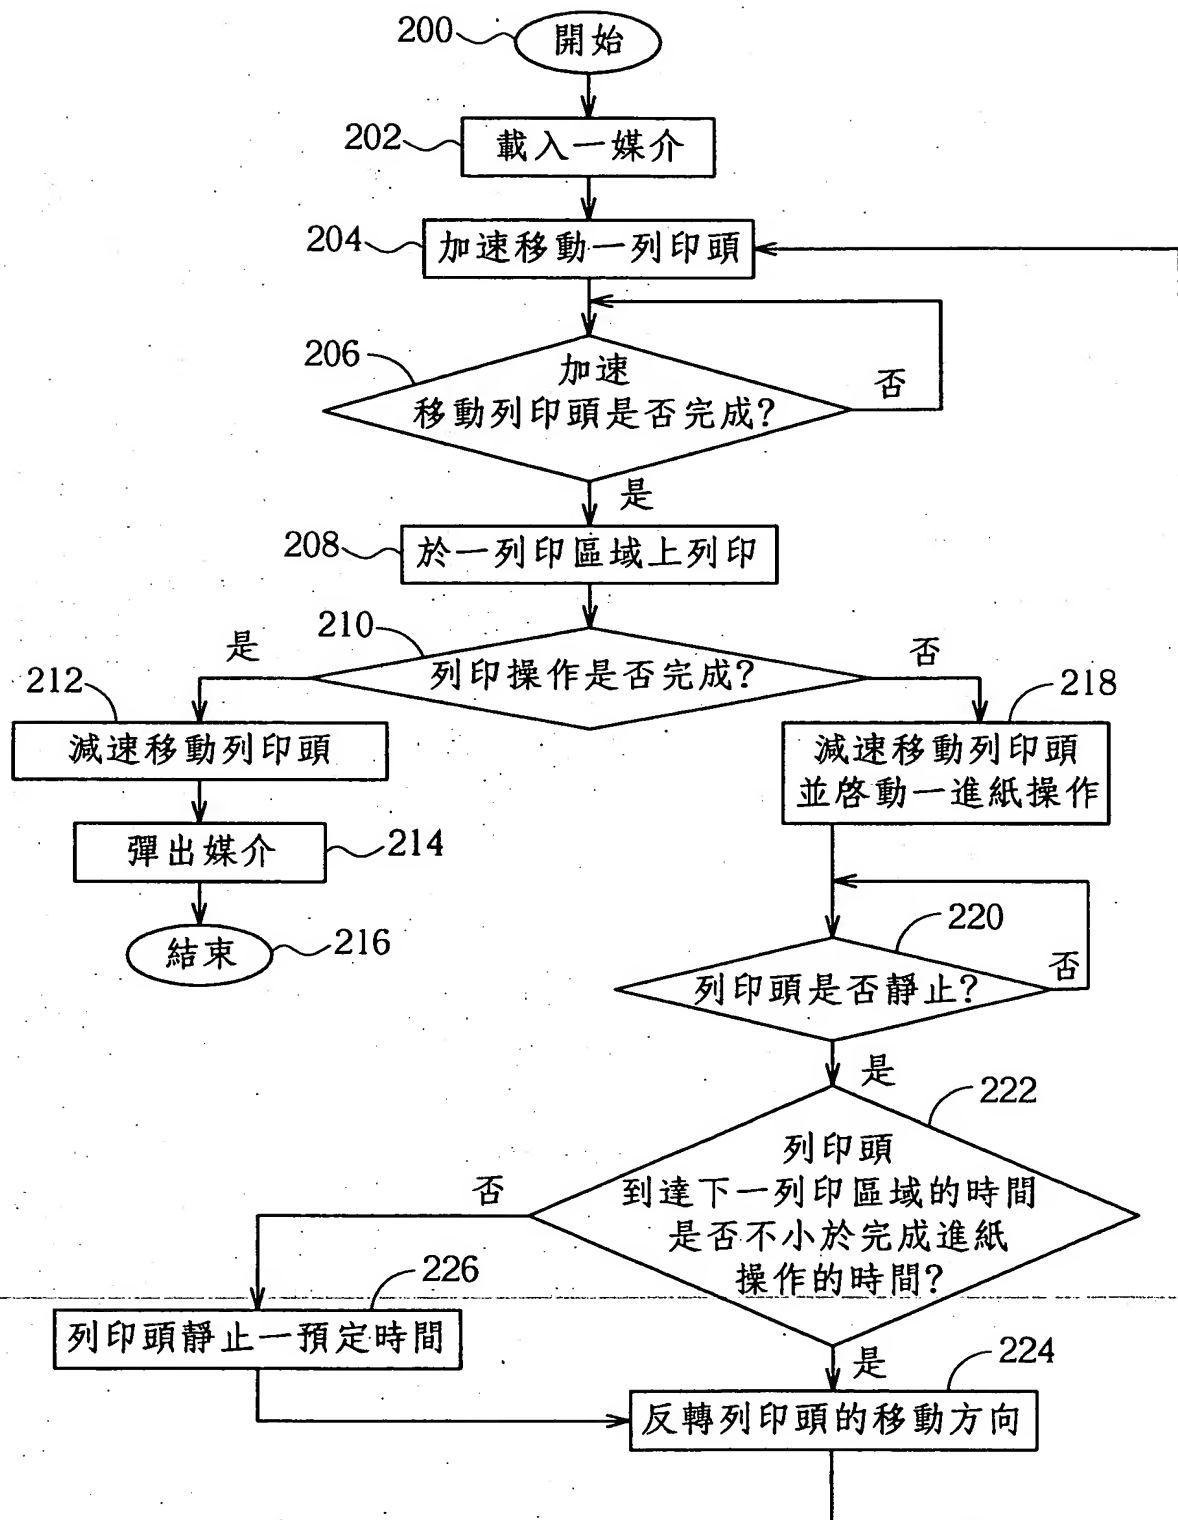 200
開始
202
載入一媒介
204
加速移動一列印頭
206
加速
移動列印頭是否完成?
否
是
208
於一列印區域上列印
210
列印操作是否完成?
是
否
212
減速移動列印頭
218
減速移動列印頭
並啓動一進紙操作
彈出媒介
214
結束
216
220
列印頭是否靜止?
否
是
222
列印頭
到達下一列印區域的時間
是否不小於完成進紙
操作的時間?
否
226
列印頭靜止一預定時間
是
224
反轉列印頭的移動方向